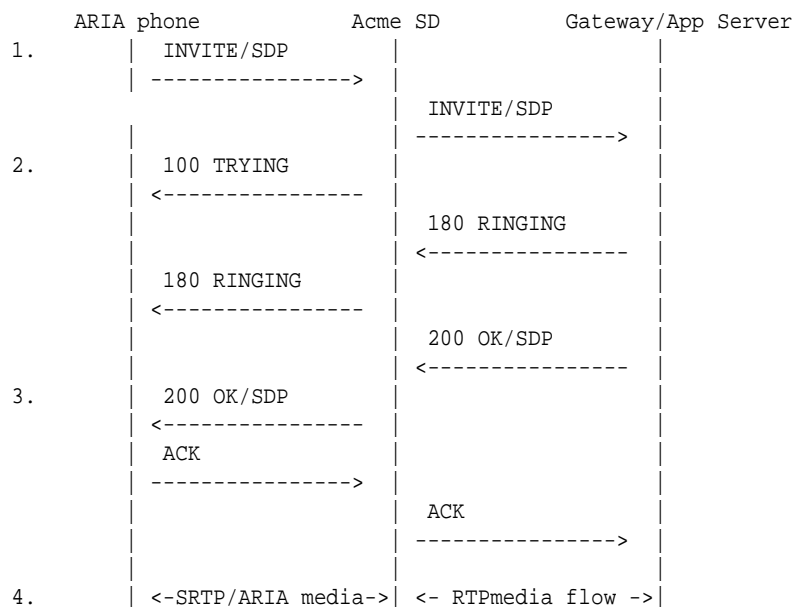 ARIA phone Acme SD Gateway/App Server
1. | INVITE/SDP | |
| ----------------> | |
| INVITE/SDP |
| | ----------------> |
2. | 100 TRYING | |
| <---------------- | |
| | 180 RINGING |
| | <---------------- |
| 180 RINGING | |
| <---------------- | |
| | 200 OK/SDP |
| | <---------------- |
3. | 200 OK/SDP | |
| <---------------- | |
| ACK | |
| ----------------> | |
| | ACK |
| | ----------------> |
| | |
4. | <-SRTP/ARIA media->| <- RTPmedia flow ->|